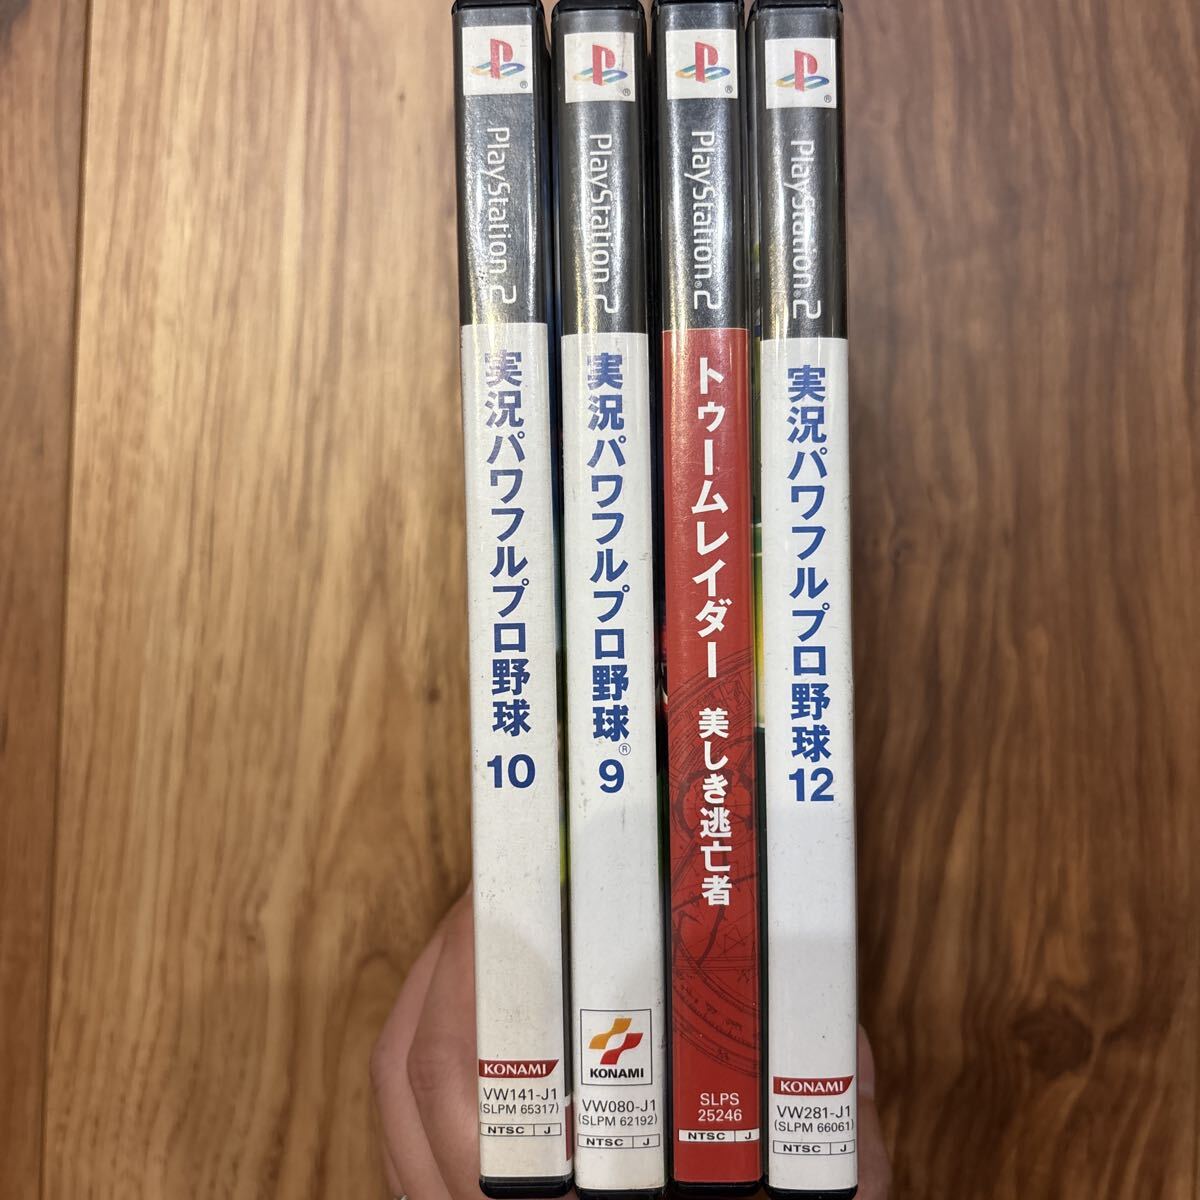 PlayStation®2
実況パワフルプロ野球 10
KONAMI
VW141-J1
(SLPM 65317)
NTSC J
PlayStation®2
実況パワフルプロ野球® 9
KONAMI
VW080-J1
(SLPM 62192)
NTSC J
PlayStation®2
トゥームレイダー 美しき逃亡者
SLPS
25246
NTSC J
PlayStation®2
実況パワフルプロ野球12
KONAMI
VW281-J1
(SLPM 66061)
NTSC J